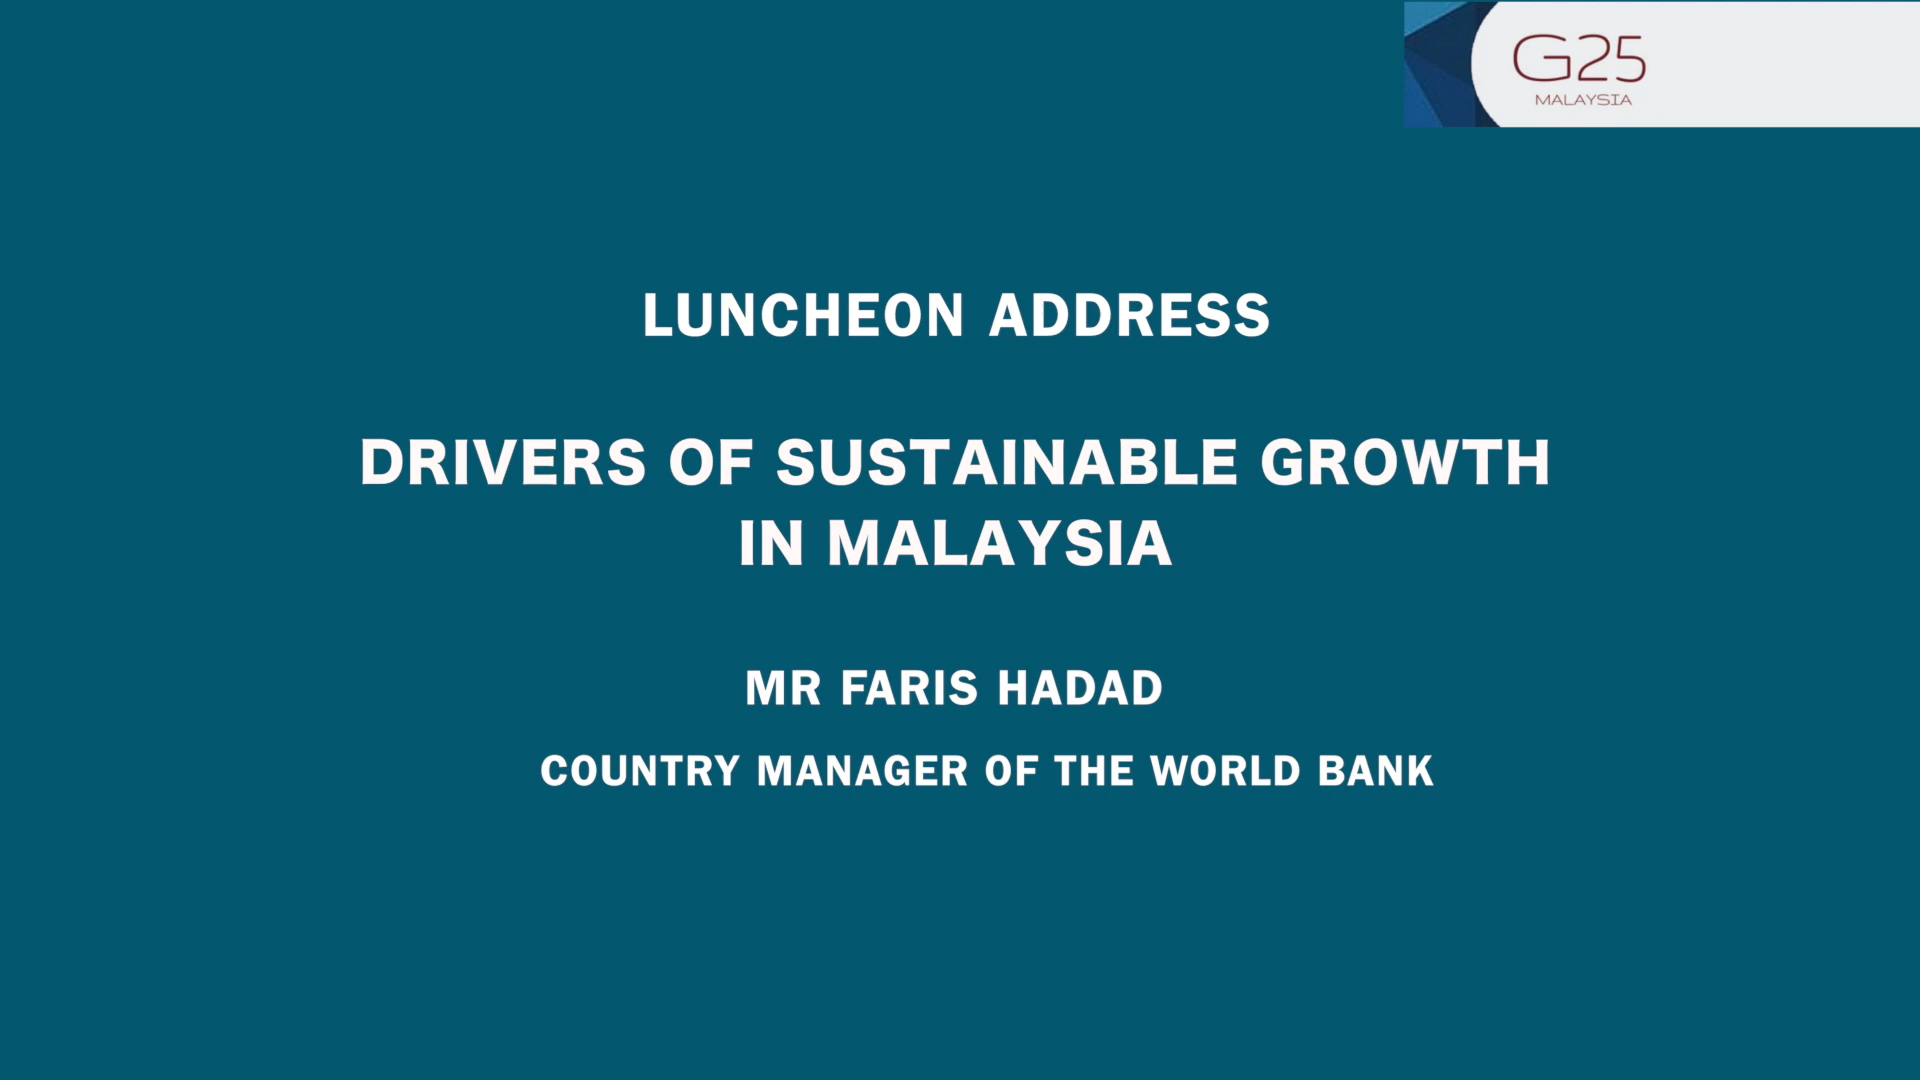 G25
MALAYSIA
LUNCHEON ADDRESS
DRIVERS OF SUSTAINABLE GROWTH
IN MALAYSIA
MR FARIS HADAD
COUNTRY MANAGER OF THE WORLD BANK